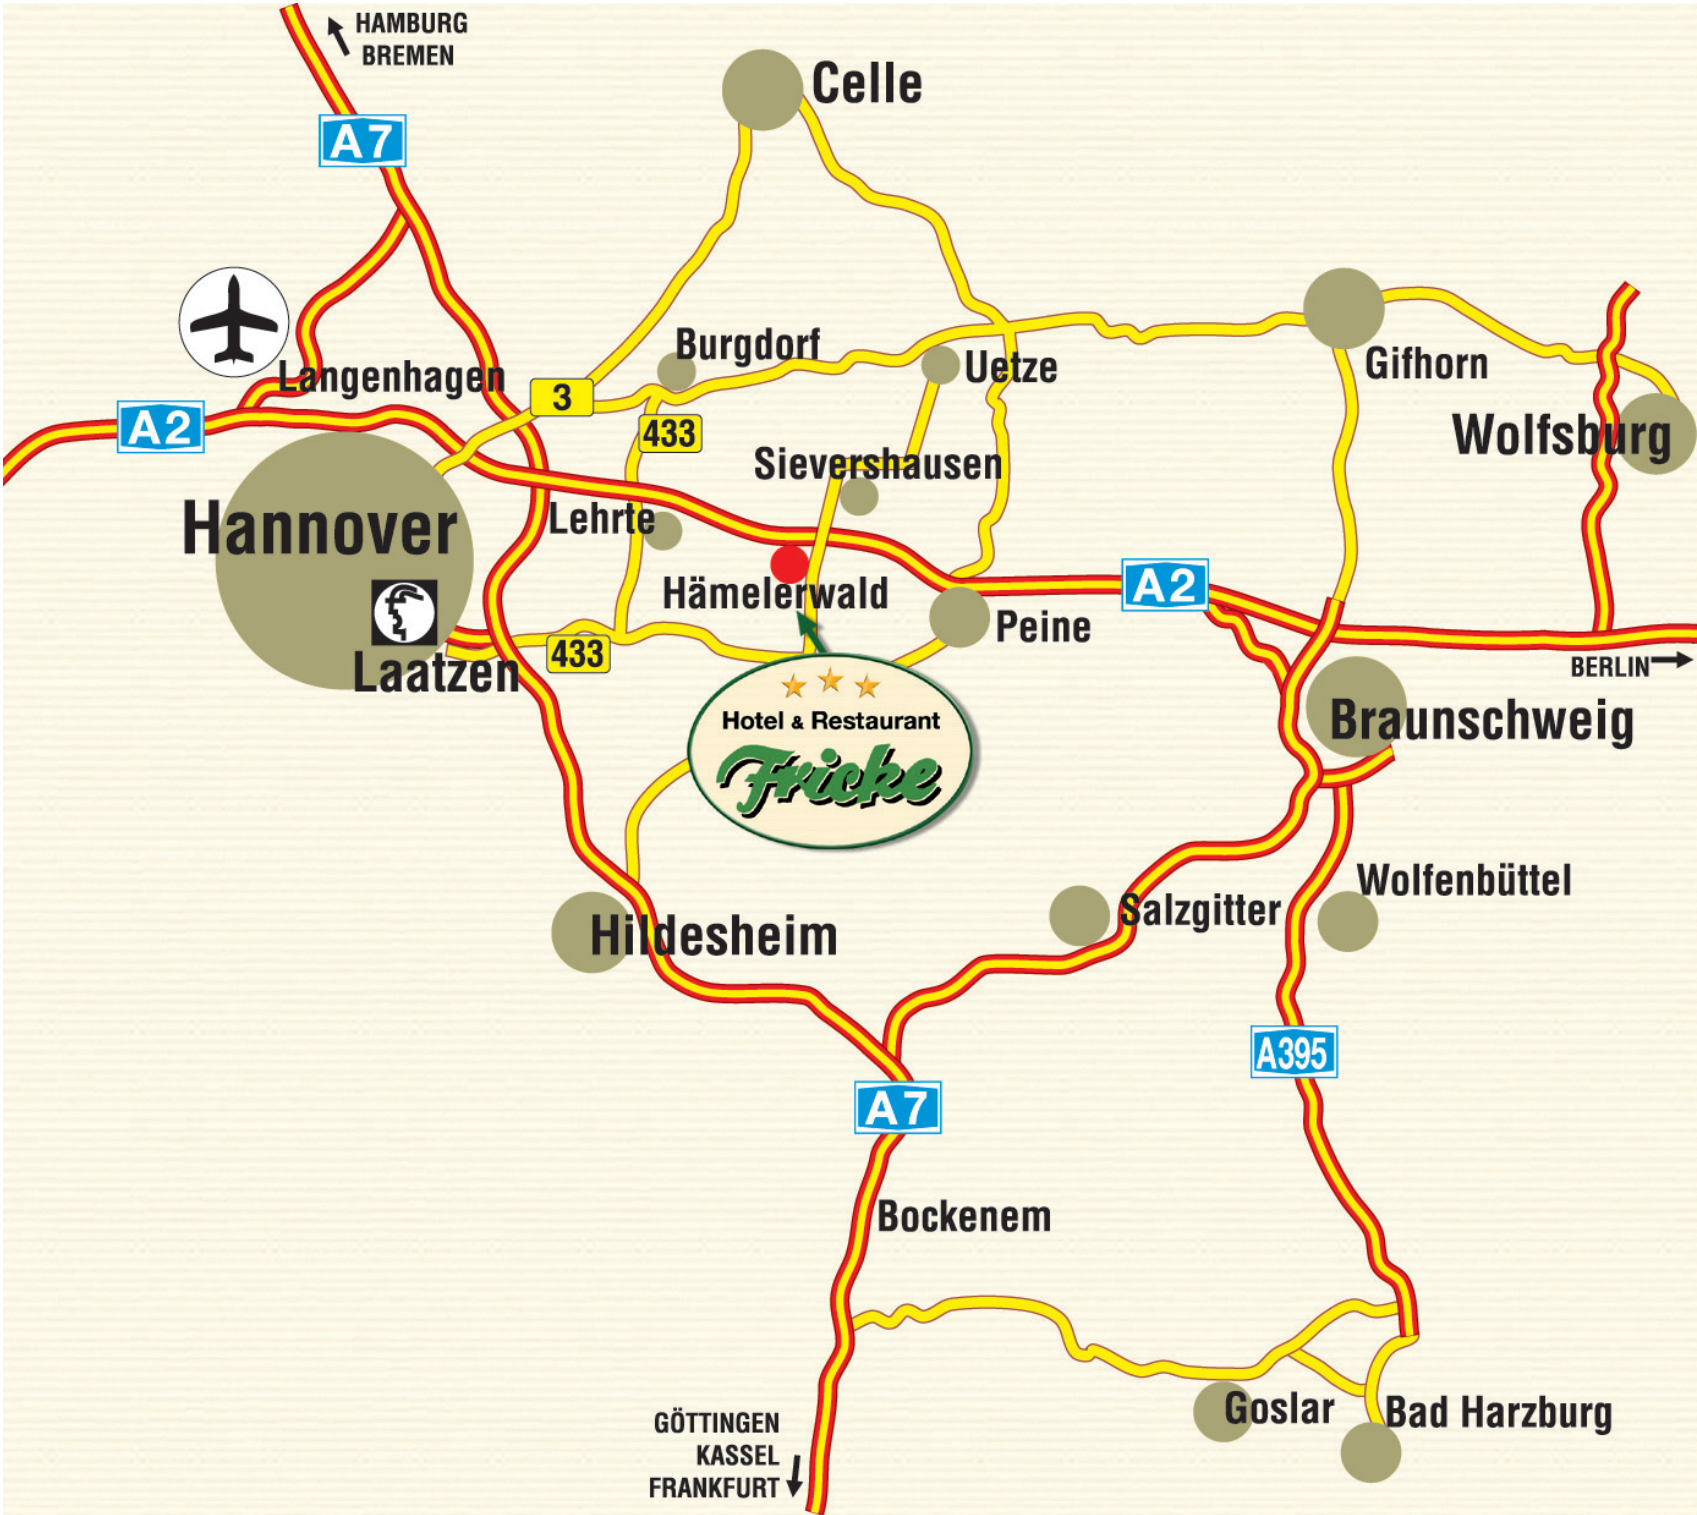 HAMBURG
BREMEN
Celle
A7
Burgdorf
Uetze
Gifhorn
Langenhagen
3
A2
433
Wolfsburg
Sievershausen
Hannover
Lehrte
Hämelerwald
A2
Peine
433
Laatzen
BERLIN
Braunschweig
Hotel & Restaurant
Fricke
Wolfenbüttel
Salzgitter
Hildesheim
A395
A7
Bockenem
Goslar
Bad Harzburg
GÖTTINGEN
KASSEL
FRANKFURT